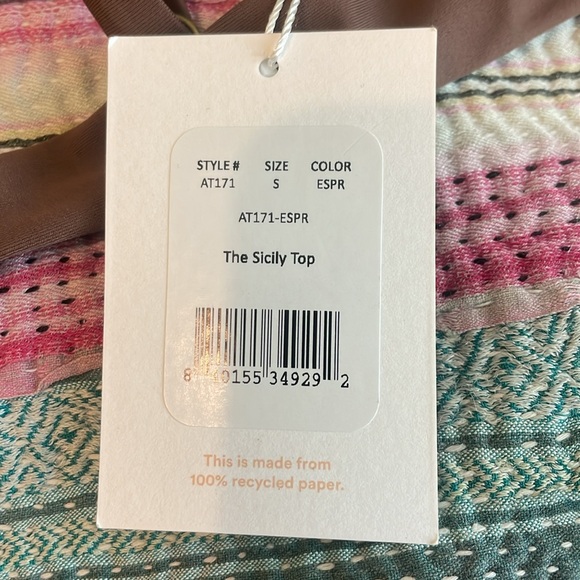 STYLE # SIZE COLOR
AT171 S ESPR
AT171-ESPR
The Sicily Top
8 34929 2
This is made from
100% recycled paper.